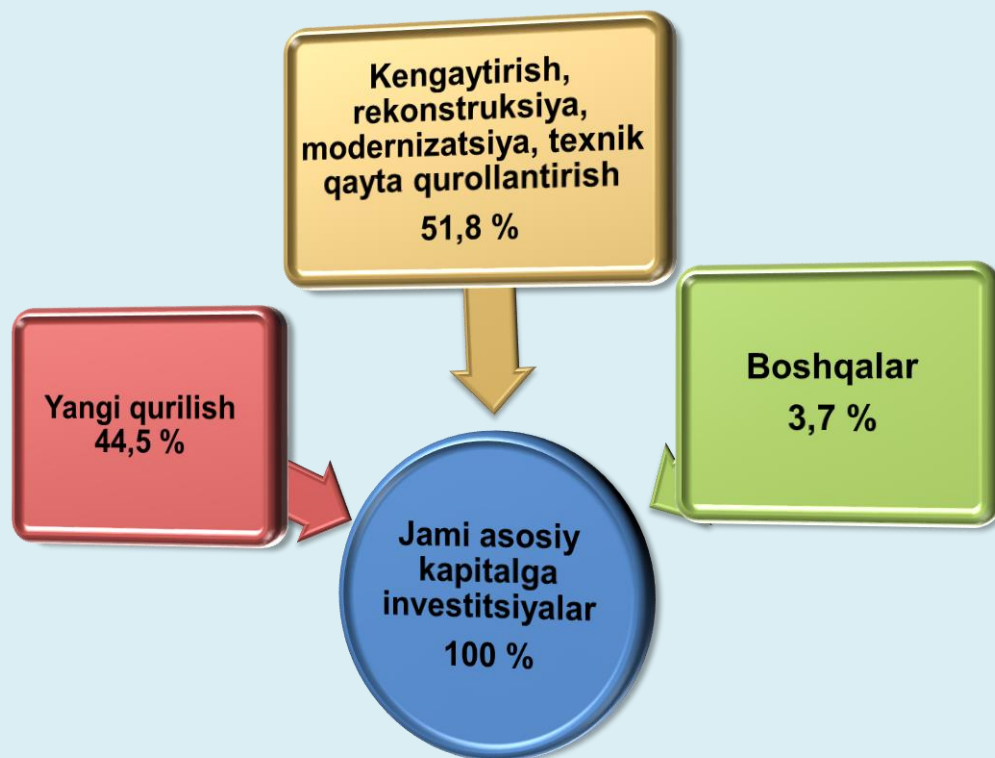 Kengaytirish,
rekonstruksiya,
modernizatsiya, texnik
qayta qurollantirish
51,8 %
Yangi qurilish
44,5 %
Boshqalar
3,7 %
Jami asosiy
kapitalga
investitsiyalar
100 %